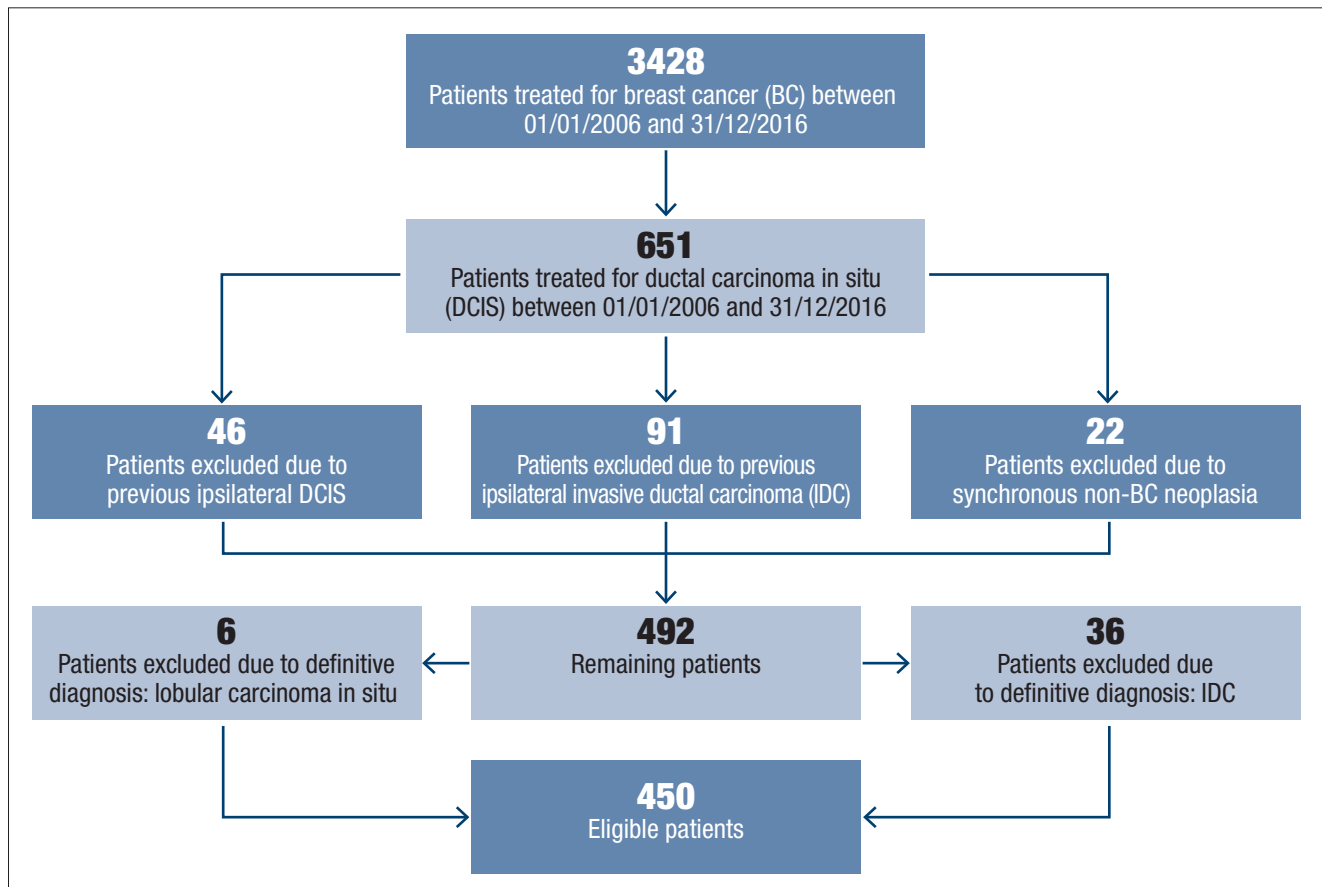 3428
Patients treated for breast cancer (BC) between
01/01/2006 and 31/12/2016
651
Patients treated for ductal carcinoma in situ
(DCIS) between 01/01/2006 and 31/12/2016
46
Patients excluded due to
previous ipsilateral DCIS
91
Patients excluded due to previous
ipsilateral invasive ductal carcinoma (IDC)
22
Patients excluded due to
synchronous non-BC neoplasia
6
Patients excluded due to definitive
diagnosis: lobular carcinoma in situ
492
Remaining patients
36
Patients excluded due
to definitive diagnosis: IDC
450
Eligible patients